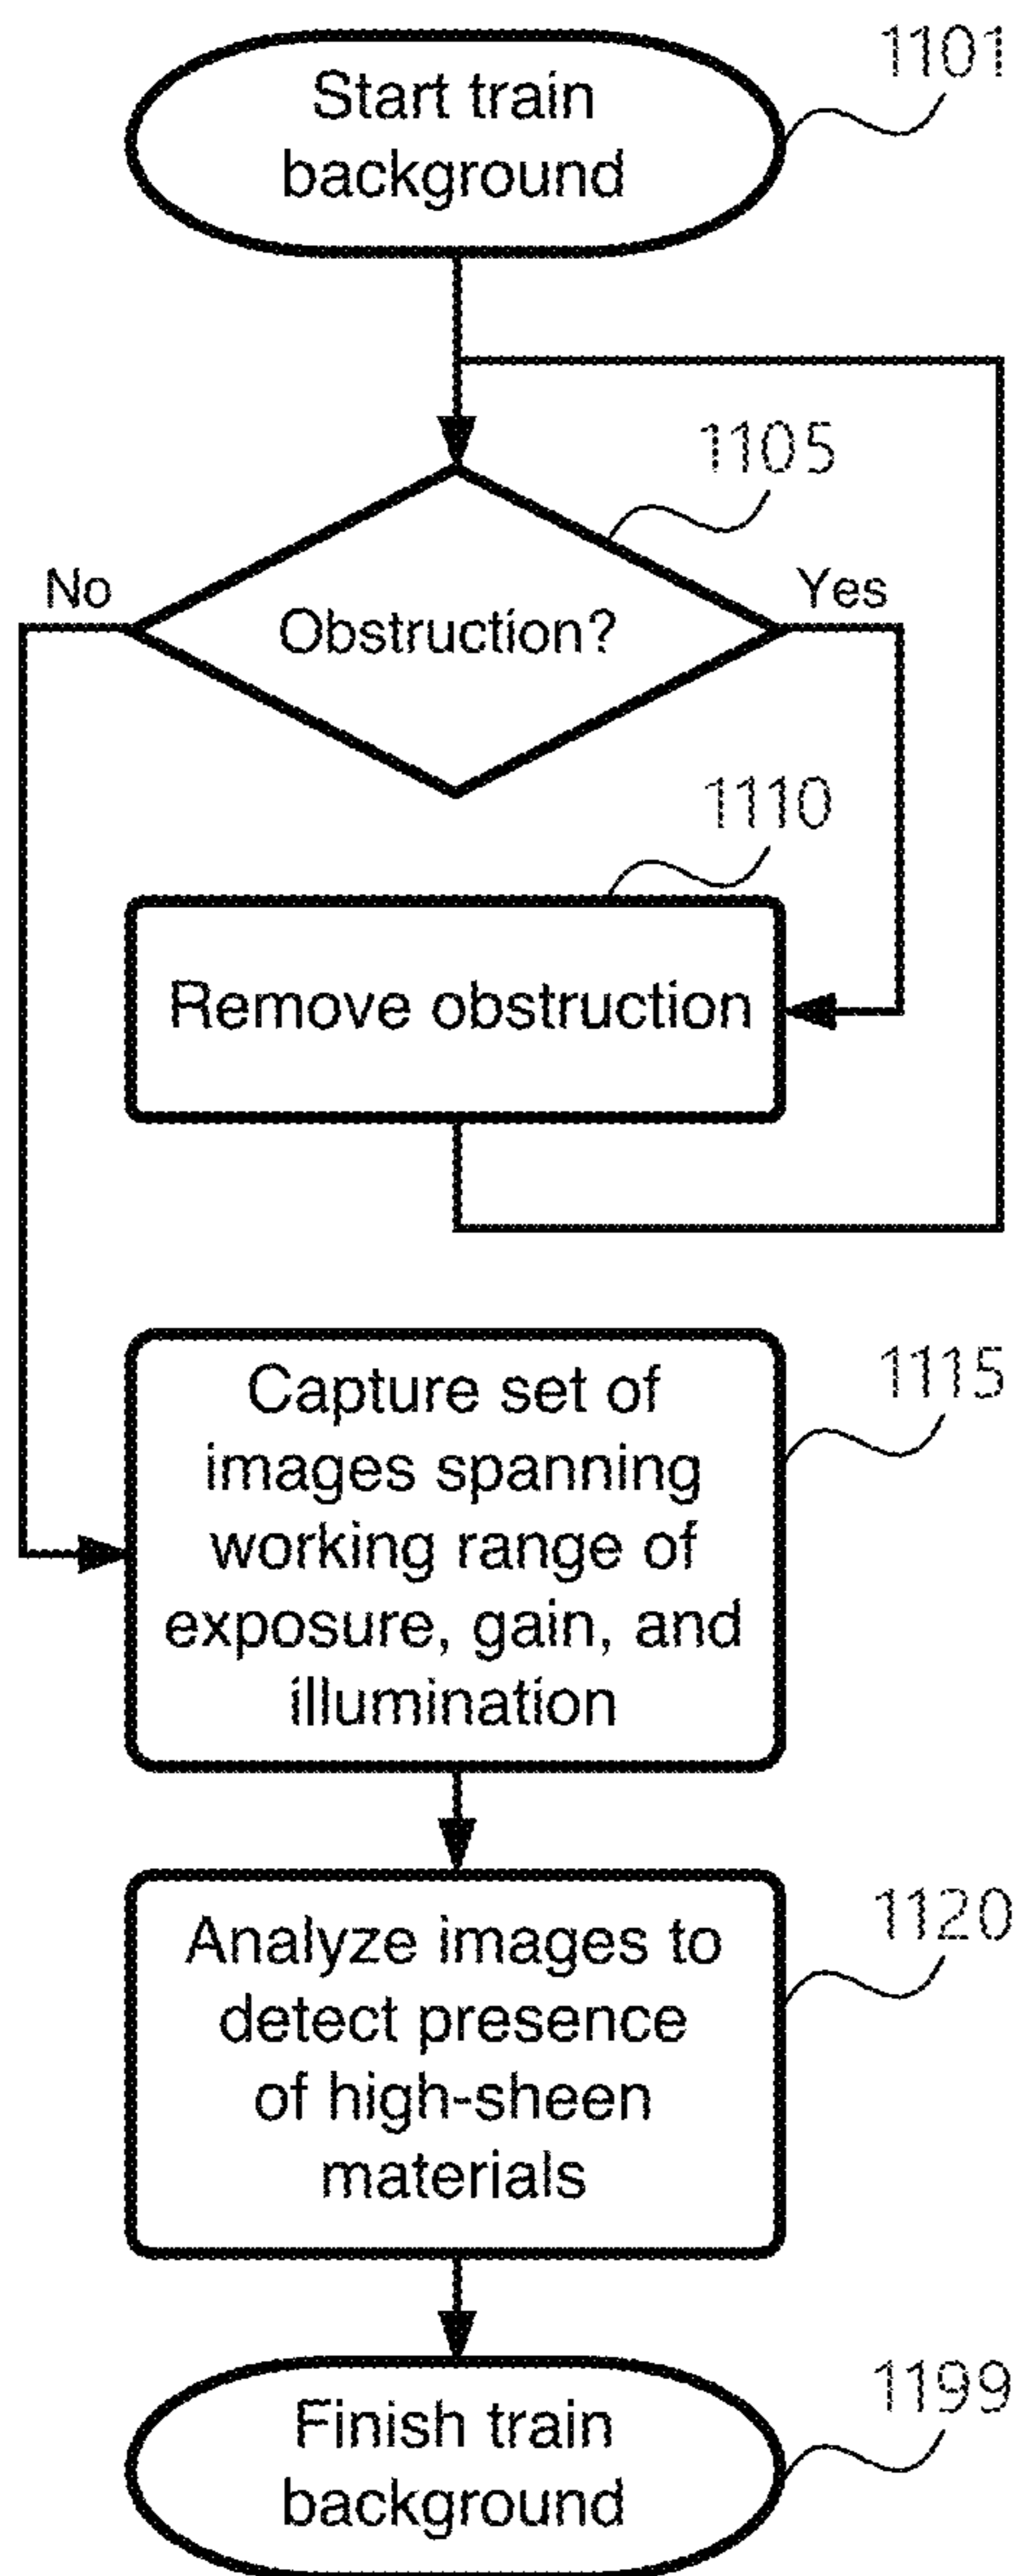 1101
Start train
background
1105
No
Yes
Obstruction?
1110
Remove obstruction
1115
Capture set of
images spanning
working range of
exposure, gain, and
illumination
1120
Analyze images to
detect presence
of high-sheen
materials
1199
Finish train
background